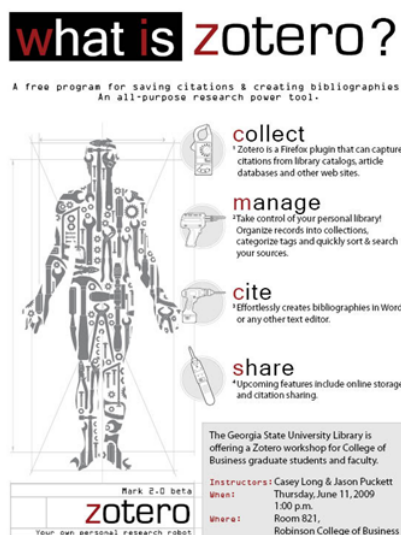 what is zotero?
A free program for saving citations & creating bibliographies
An all-purpose research power tool.
collect
¹ Zotero is a Firefox plugin that can capture
citations from library catalogs, article
databases and other web sites.
manage
² Take control of your personal library!
Organize records into collections,
categorize tags and quickly sort & search
your sources.
cite
³ Effortlessly creates bibliographies in Word
or any other text editor.
share
⁴ Upcoming features include online storage
and citation sharing.
The Georgia State University Library is
offering a Zotero workshop for College of
Business graduate students and faculty.
Instructors: Casey Long & Jason Puckett
When: Thursday, June 11, 2009
1:00 p.m.
Where: Room 821,
Robinson College of Business
Mark 2.0 beta
zotero
Your own personal research robot